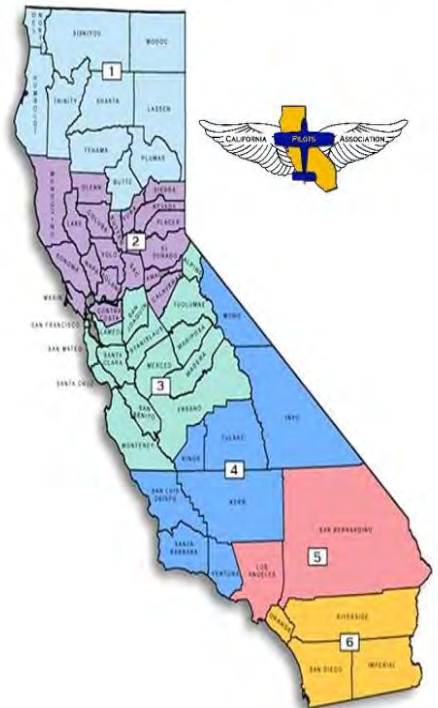 DEL
NORTE
SISKIYOU
MODOC
1
HUMBOLDT
TRINITY
SHASTA
LASSEN
TEHAMA
PLUMAS
BUTTE
CALIFORNIA
PILOTS
ASSOCIATION
MENDOCINO
GLENN
SIERRA
NEVADA
LAKE
COLUSA
PLACER
2
YOLO
EL
DORADO
SONOMA
NAPA
SAC
ALPINE
CALAVERAS
MARIN
CONTRA
COSTA
SAN
JOAQUIN
TUOLUMNE
MONO
SAN FRANCISCO
ALAMEDA
STANISLAUS
MARIPOSA
SAN MATEO
SANTA
CLARA
MERCED
MADERA
SANTA CRUZ
3
SAN
BENITO
FRESNO
INYO
MONTEREY
KINGS
TULARE
4
SAN LUIS
OBISPO
KERN
SAN BERNARDINO
SANTA
BARBARA
VENTURA
LOS
ANGELES
5
ORANGE
RIVERSIDE
6
SAN DIEGO
IMPERIAL